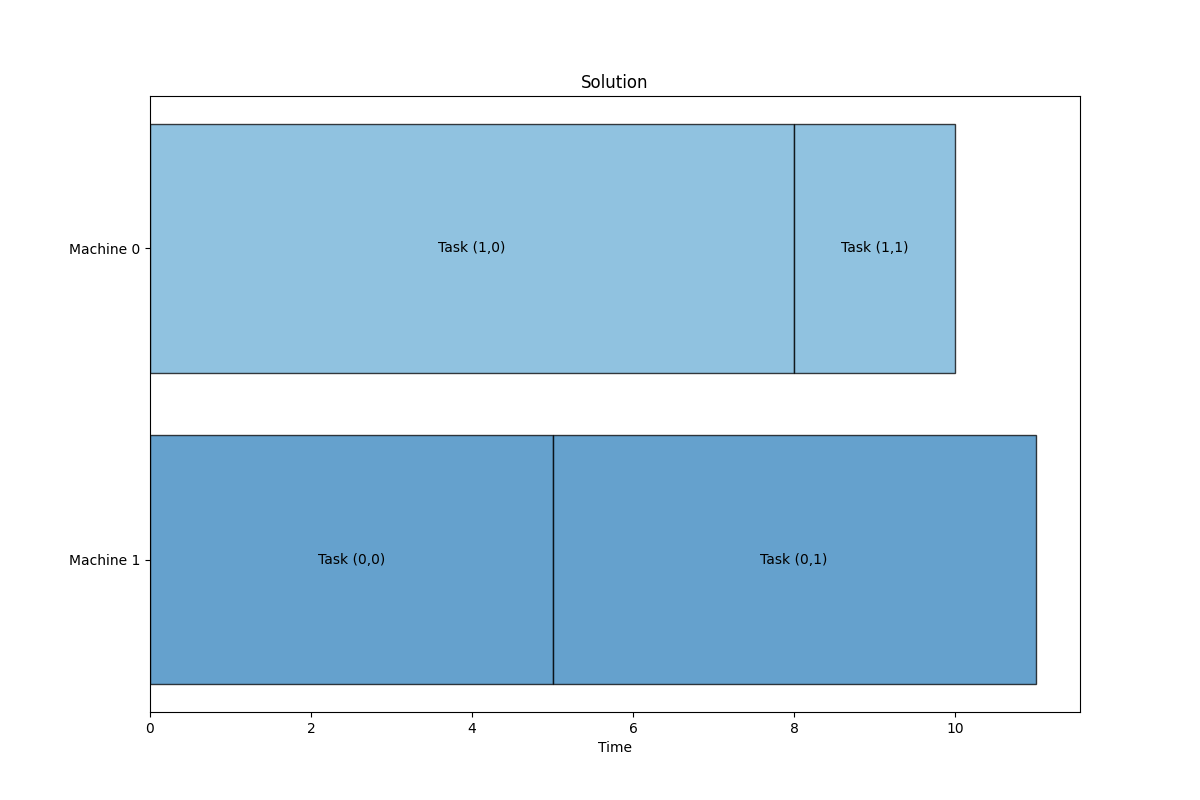 Solution
Machine 0
Task (1,0)
Task (1,1)
Machine 1
Task (0,0)
Task (0,1)
0 2 4 6 8 10
Time